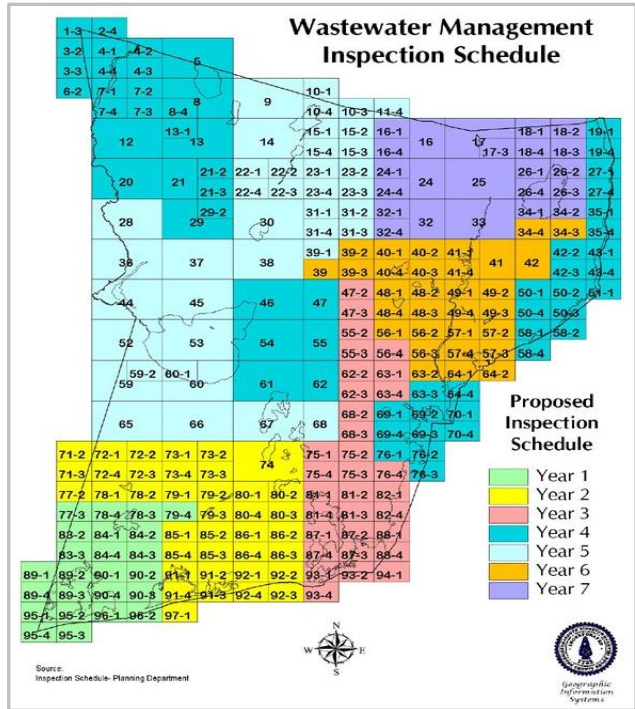 Wastewater Management
Inspection Schedule
1-3 2-4
3-2 4-1 4-2
5
3-3 4-4 4-3
6-2 7-1 7-2
8 9 10-1
7-4 7-3 8-4 10-4 10-3 11-4
12 13-1 13 14 15-1 15-2 16-1 16 17 18-1 18-2 19-1
15-4 15-3 16-4 17-3 18-4 18-3 19-4
20 21 21-2 22-1 22-2 23-1 23-2 24-1 24 25 26-1 26-2 27-1
21-3 22-4 22-3 23-4 23-3 24-4 26-4 26-3 27-4
28 29-2 29 30 31-1 31-2 32-1 32 33 34-1 34-2 35-1
31-4 31-3 32-4 34-4 34-3 35-4
36 37 38 39-1 39-2 40-1 40-2 41-1 41 42 42-2 43-1
39 39-3 40-4 40-3 41-4 42-3 43-4
44 45 46 47 47-2 48-1 48-2 49-1 49-2 50-1 50-2 51-1
47-3 48-4 48-3 49-4 49-3 50-4 50-3
52 53 54 55 55-2 56-1 56-2 57-1 57-2 58-1 58-2
55-3 56-4 56-3 57-4 57-3 58-4
59 59-2 60-1 60 61 62 62-2 63-1 63-2 64-1 64-2
62-3 63-4 63-3 64-4
65 66 67 68 68-2 69-1 69-2 70-1
68-3 69-4 69-3 70-4
71-2 72-1 72-2 73-1 73-2 74 75-1 75-2 76-1 76-2
71-3 72-4 72-3 73-4 73-3 75-4 75-3 76-4 76-3
77-2 78-1 78-2 79-1 79-2 80-1 80-2 81-1 81-2 82-1
77-3 78-4 78-3 79-4 79-3 80-4 80-3 81-4 81-3 82-4
83-2 84-1 84-2 85-1 85-2 86-1 86-2 87-1 87-2 88-1
83-3 84-4 84-3 85-4 85-3 86-4 86-3 87-4 87-3 88-4
89-1 89-2 90-1 90-2 91-1 91-2 92-1 92-2 93-1 93-2 94-1
89-4 89-3 90-4 90-3 91-4 91-3 92-4 92-3 93-4
95-1 95-2 96-1 96-2 97-1
95-4 95-3
Proposed
Inspection
Schedule
Year 1
Year 2
Year 3
Year 4
Year 5
Year 6
Year 7
N
W E
S
Source:
Inspection Schedule- Planning Department
Geographic
Information
Systems